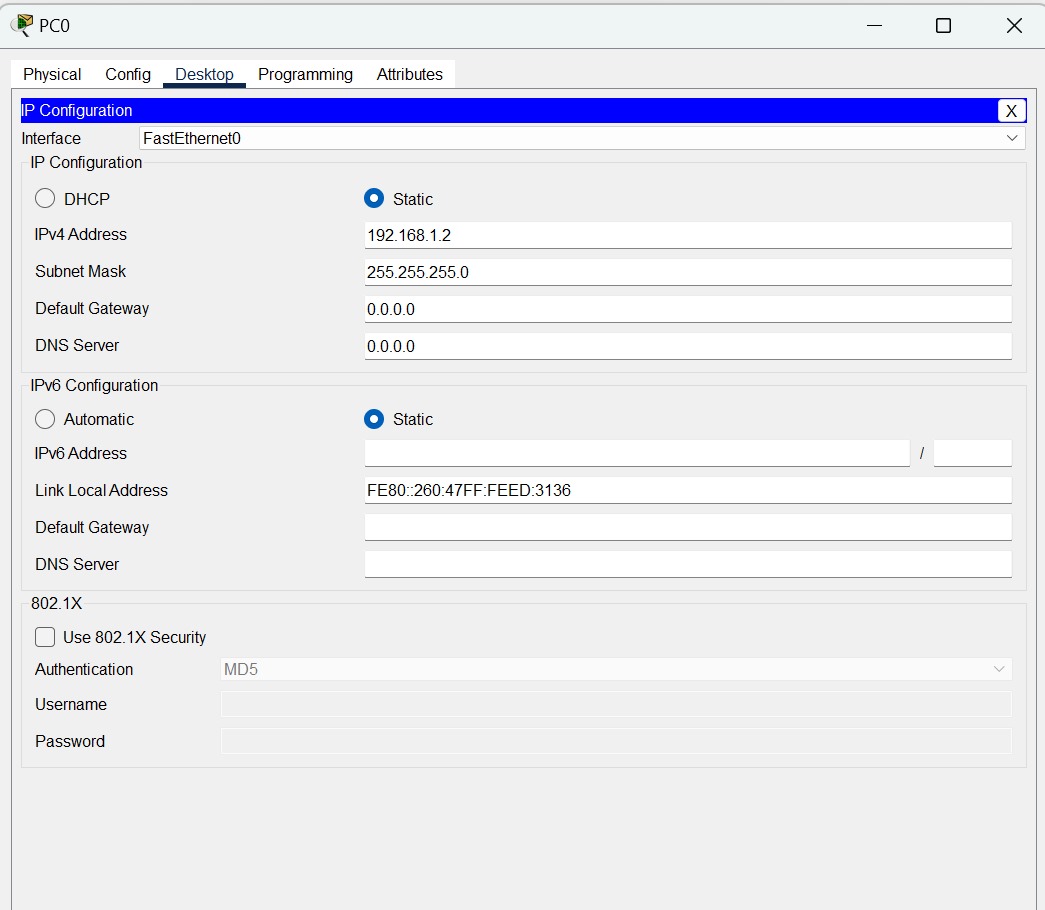 PC0
Physical Config Desktop Programming Attributes
IP Configuration X
Interface FastEthernet0
IP Configuration
DHCP Static
IPv4 Address 192.168.1.2
Subnet Mask 255.255.255.0
Default Gateway 0.0.0.0
DNS Server 0.0.0.0
IPv6 Configuration
Automatic Static
IPv6 Address /
Link Local Address FE80::260:47FF:FEED:3136
Default Gateway
DNS Server
802.1X
Use 802.1X Security
Authentication MD5
Username
Password